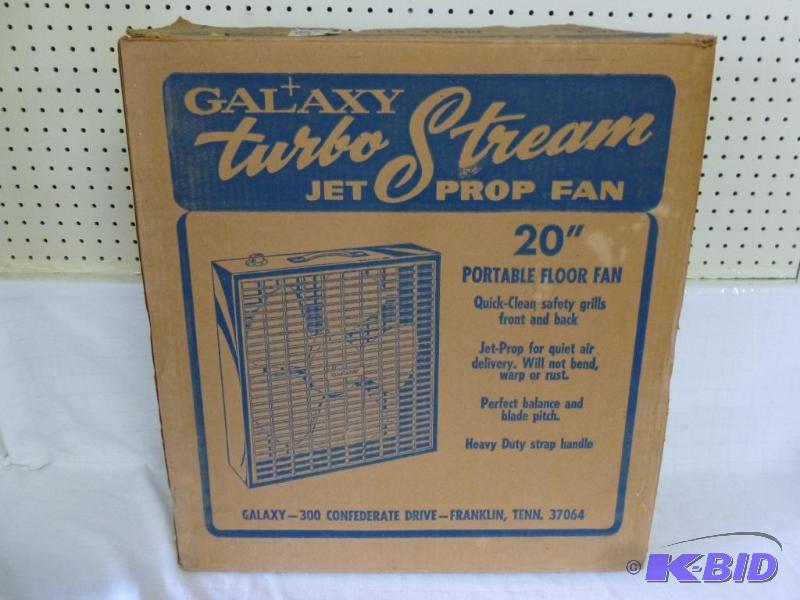 GALAXY
turbo Stream
JET PROP FAN
20"
PORTABLE FLOOR FAN
Quick-Clean safety grills
front and back
Jet-Prop for quiet air
delivery. Will not bend,
warp or rust.
Perfect balance and
blade pitch.
Heavy Duty strap handle
GALAXY—300 CONFEDERATE DRIVE—FRANKLIN, TENN. 37064
© K-BID